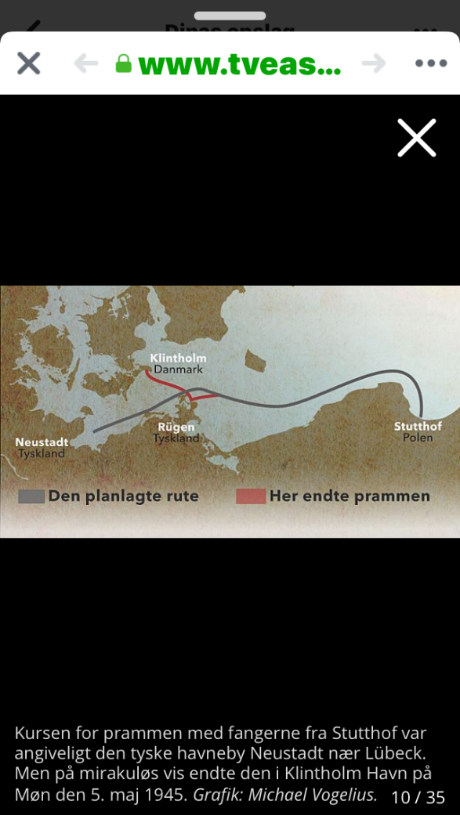 www.tveas...
Klintholm
Danmark
Neustadt
Tyskland
Rügen
Tyskland
Stutthof
Polen
Den planlagte rute
Her endte prammen
Kursen for prammen med fangerne fra Stutthof var
angiveligt den tyske havneby Neustadt nær Lübeck.
Men på mirakuløs vis endte den i Klintholm Havn på
Møn den 5. maj 1945. Grafik: Michael Vogelius.
10 / 35